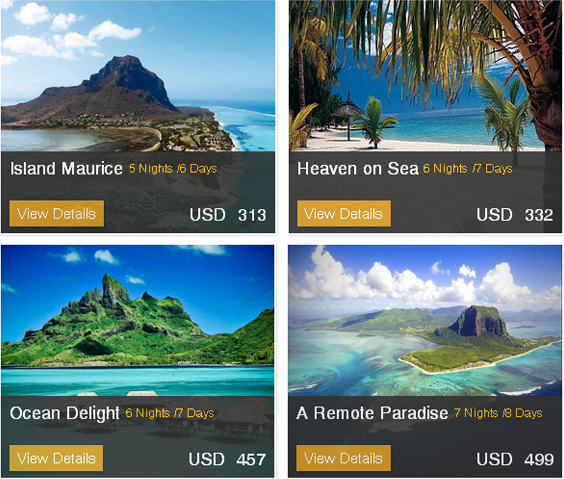 Island Maurice 5 Nights /6 Days
View Details USD 313
Heaven on Sea 6 Nights /7 Days
View Details USD 332
Ocean Delight 6 Nights /7 Days
View Details USD 457
A Remote Paradise 7 Nights /8 Days
View Details USD 499